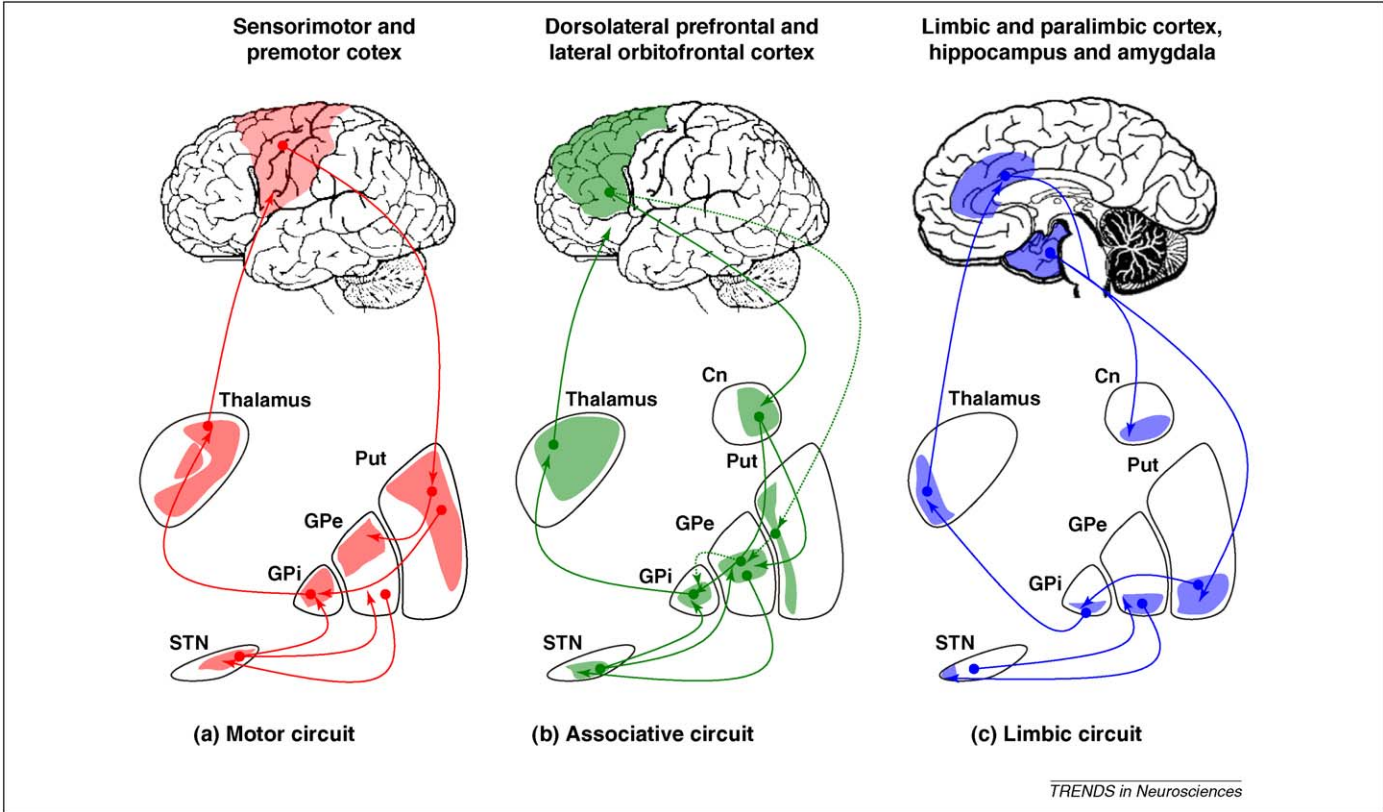 Sensorimotor and
premotor cotex
Dorsolateral prefrontal and
lateral orbitofrontal cortex
Limbic and paralimbic cortex,
hippocampus and amygdala
Thalamus
Put
GPe
GPi
STN
Cn
Thalamus
Put
GPe
GPi
STN
Cn
Thalamus
Put
GPe
GPi
STN
(a) Motor circuit
(b) Associative circuit
(c) Limbic circuit
TRENDS in Neurosciences